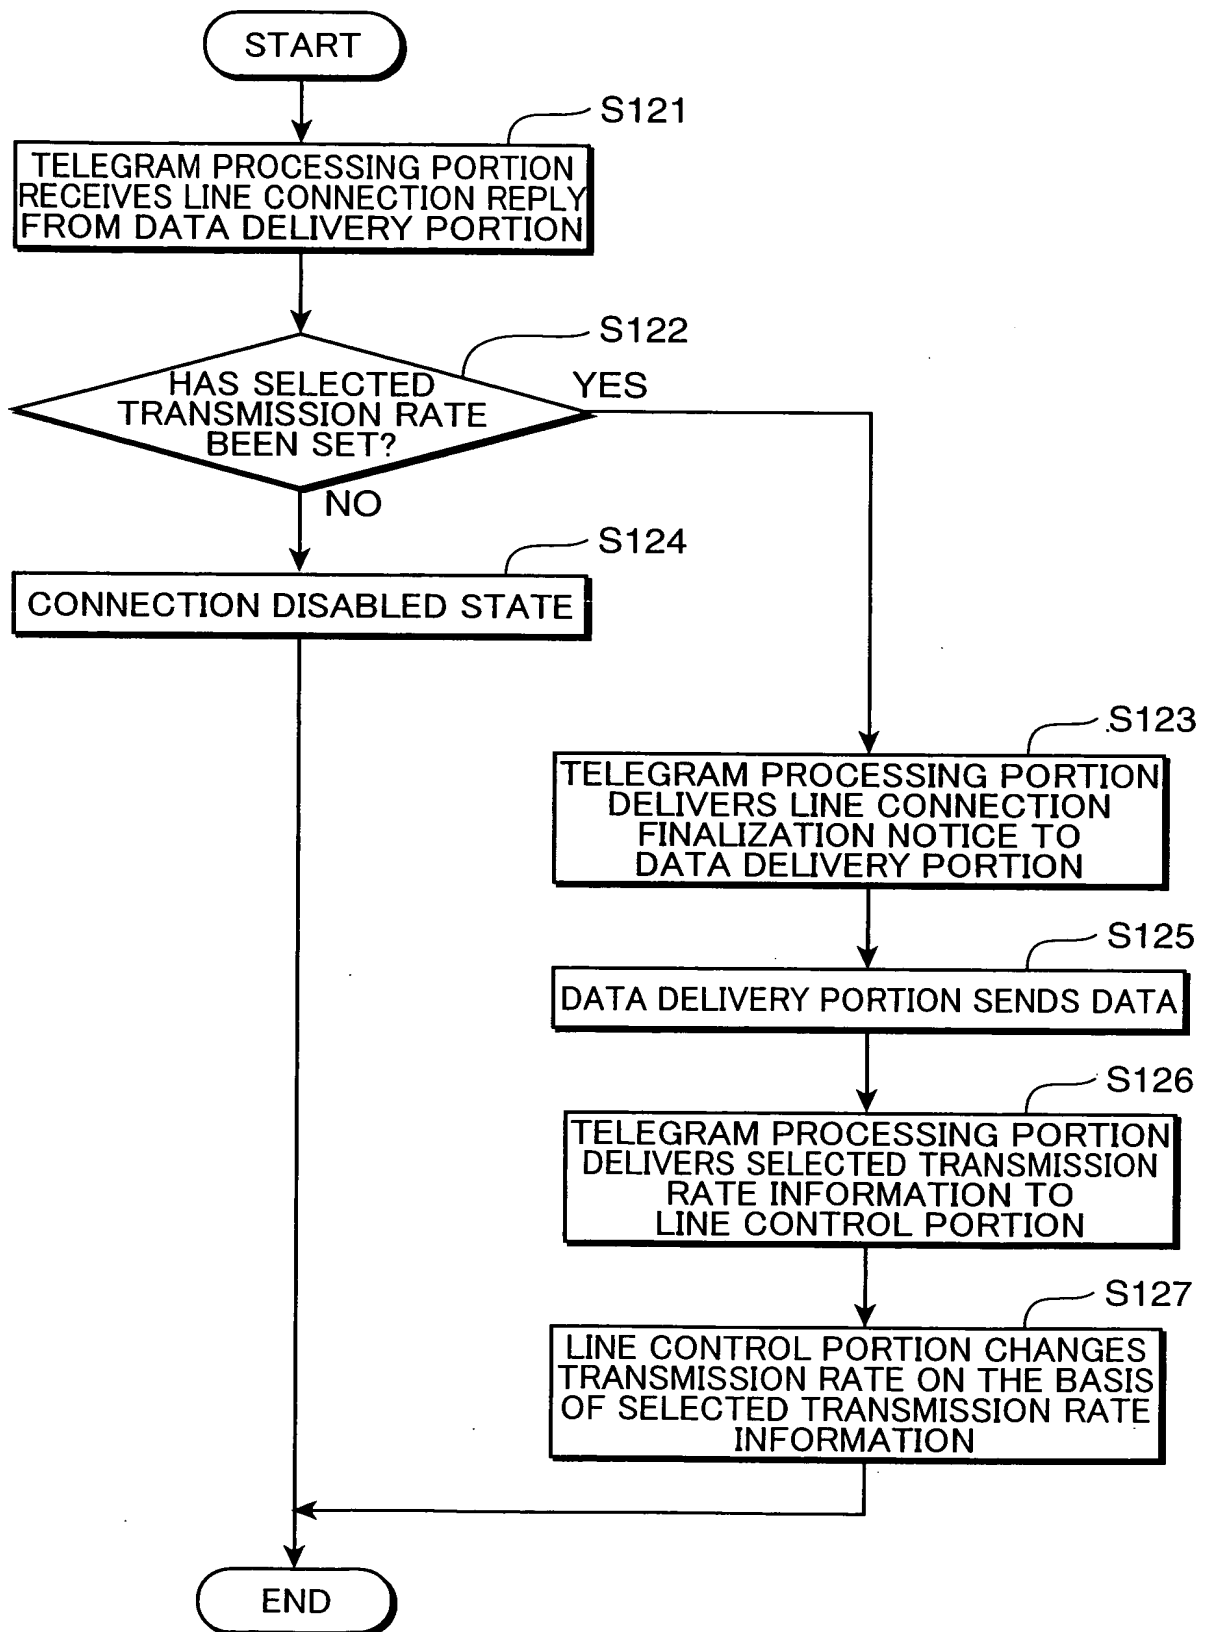 START
S121
TELEGRAM PROCESSING PORTION
RECEIVES LINE CONNECTION REPLY
FROM DATA DELIVERY PORTION
S122
HAS SELECTED
TRANSMISSION RATE
BEEN SET?
YES
NO
S124
CONNECTION DISABLED STATE
S123
TELEGRAM PROCESSING PORTION
DELIVERS LINE CONNECTION
FINALIZATION NOTICE TO
DATA DELIVERY PORTION
S125
DATA DELIVERY PORTION SENDS DATA
S126
TELEGRAM PROCESSING PORTION
DELIVERS SELECTED TRANSMISSION
RATE INFORMATION TO
LINE CONTROL PORTION
S127
LINE CONTROL PORTION CHANGES
TRANSMISSION RATE ON THE BASIS
OF SELECTED TRANSMISSION RATE
INFORMATION
END